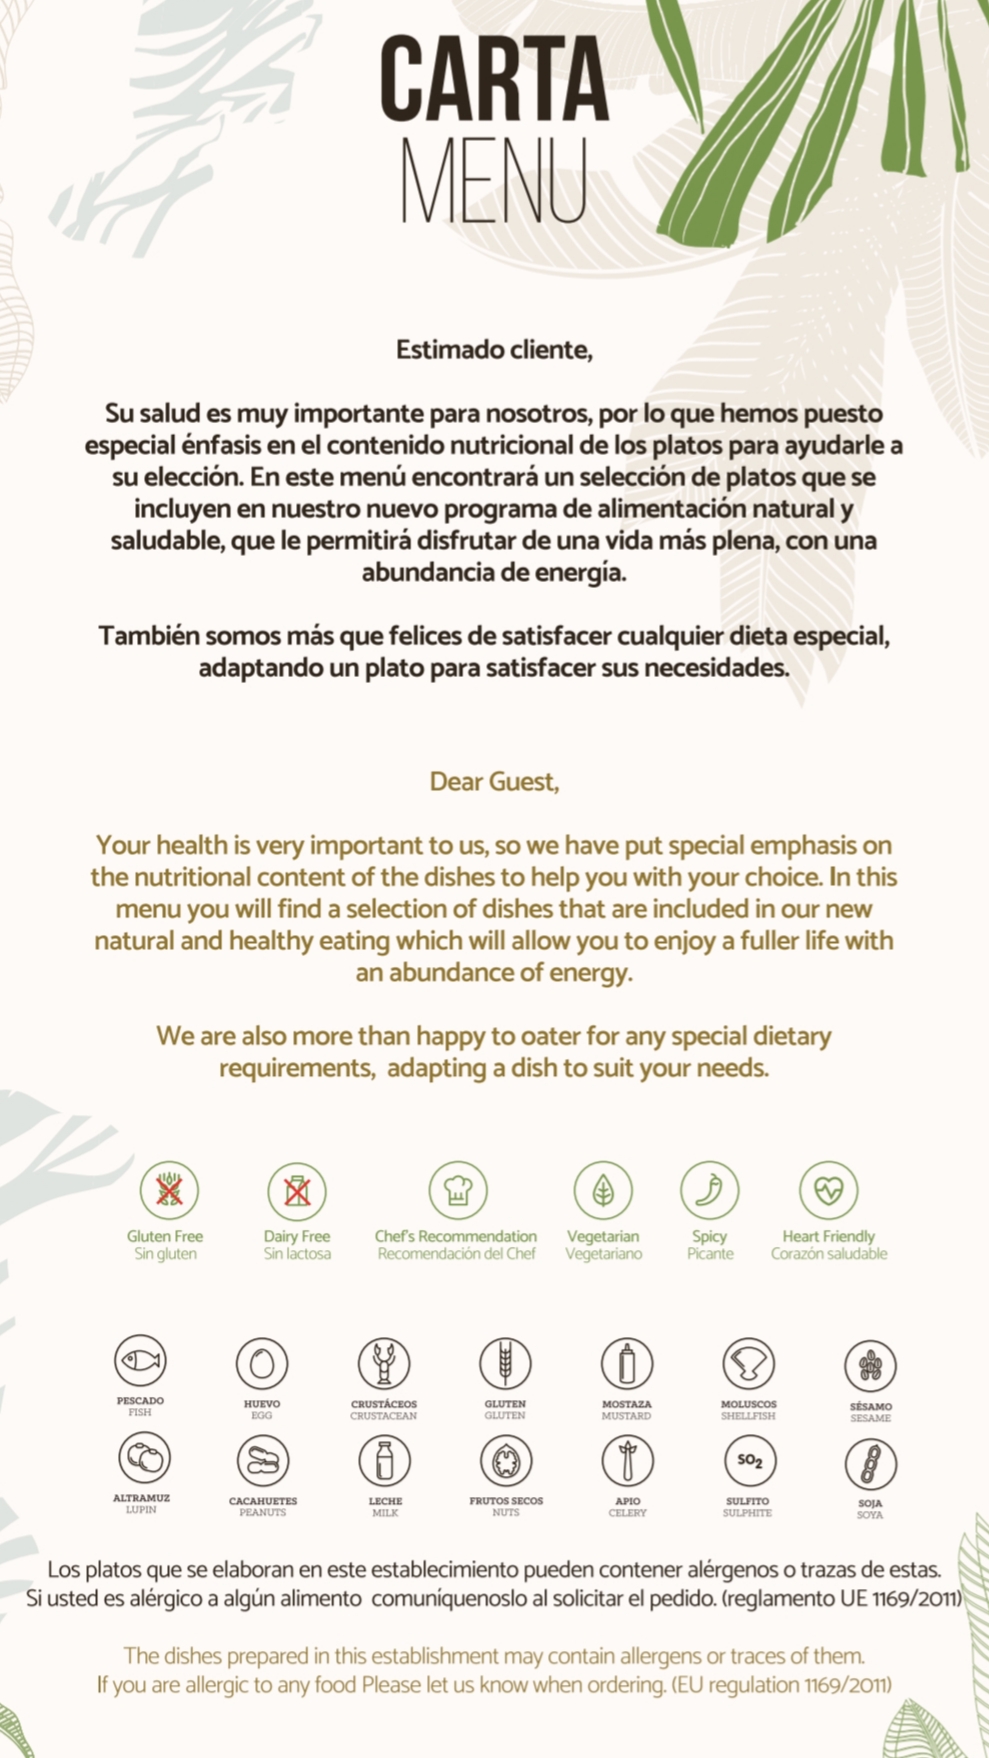 CARTA
MENU
Estimado cliente,
Su salud es muy importante para nosotros, por lo que hemos puesto
especial énfasis en el contenido nutricional de los platos para ayudarle a
su elección. En este menú encontrará un selección de platos que se
incluyen en nuestro nuevo programa de alimentación natural y
saludable, que le permitirá disfrutar de una vida más plena, con una
abundancia de energía.
También somos más que felices de satisfacer cualquier dieta especial,
adaptando un plato para satisfacer sus necesidades.
Dear Guest,
Your health is very important to us, so we have put special emphasis on
the nutritional content of the dishes to help you with your choice. In this
menu you will find a selection of dishes that are included in our new
natural and healthy eating which will allow you to enjoy a fuller life with
an abundance of energy.
We are also more than happy to oater for any special dietary
requirements, adapting a dish to suit your needs.
Gluten Free Dairy Free Chef's Recommendation Vegetarian Spicy Heart Friendly
Sin gluten Sin lactosa Recomendación del Chef Vegetariano Picante Corazón saludable
PESCADO HUEVO CRUSTÁCEOS GLUTEN MOSTAZA MOLUSCOS SÉSAMO
FISH EGG CRUSTACEAN GLUTEN MUSTARD SHELLFISH SESAME
SO2
ALTRAMUZ CACAHUETES LECHE FRUTOS SECOS APIO SULFITO SOJA
LUPIN PEANUTS MILK NUTS CELERY SULPHITE SOYA
Los platos que se elaboran en este establecimiento pueden contener alérgenos o trazas de estas.
Si usted es alérgico a algún alimento comuníquenoslo al solicitar el pedido. (reglamento UE 1169/2011)
The dishes prepared in this establishment may contain allergens or traces of them.
If you are allergic to any food Please let us know when ordering. (EU regulation 1169/2011)